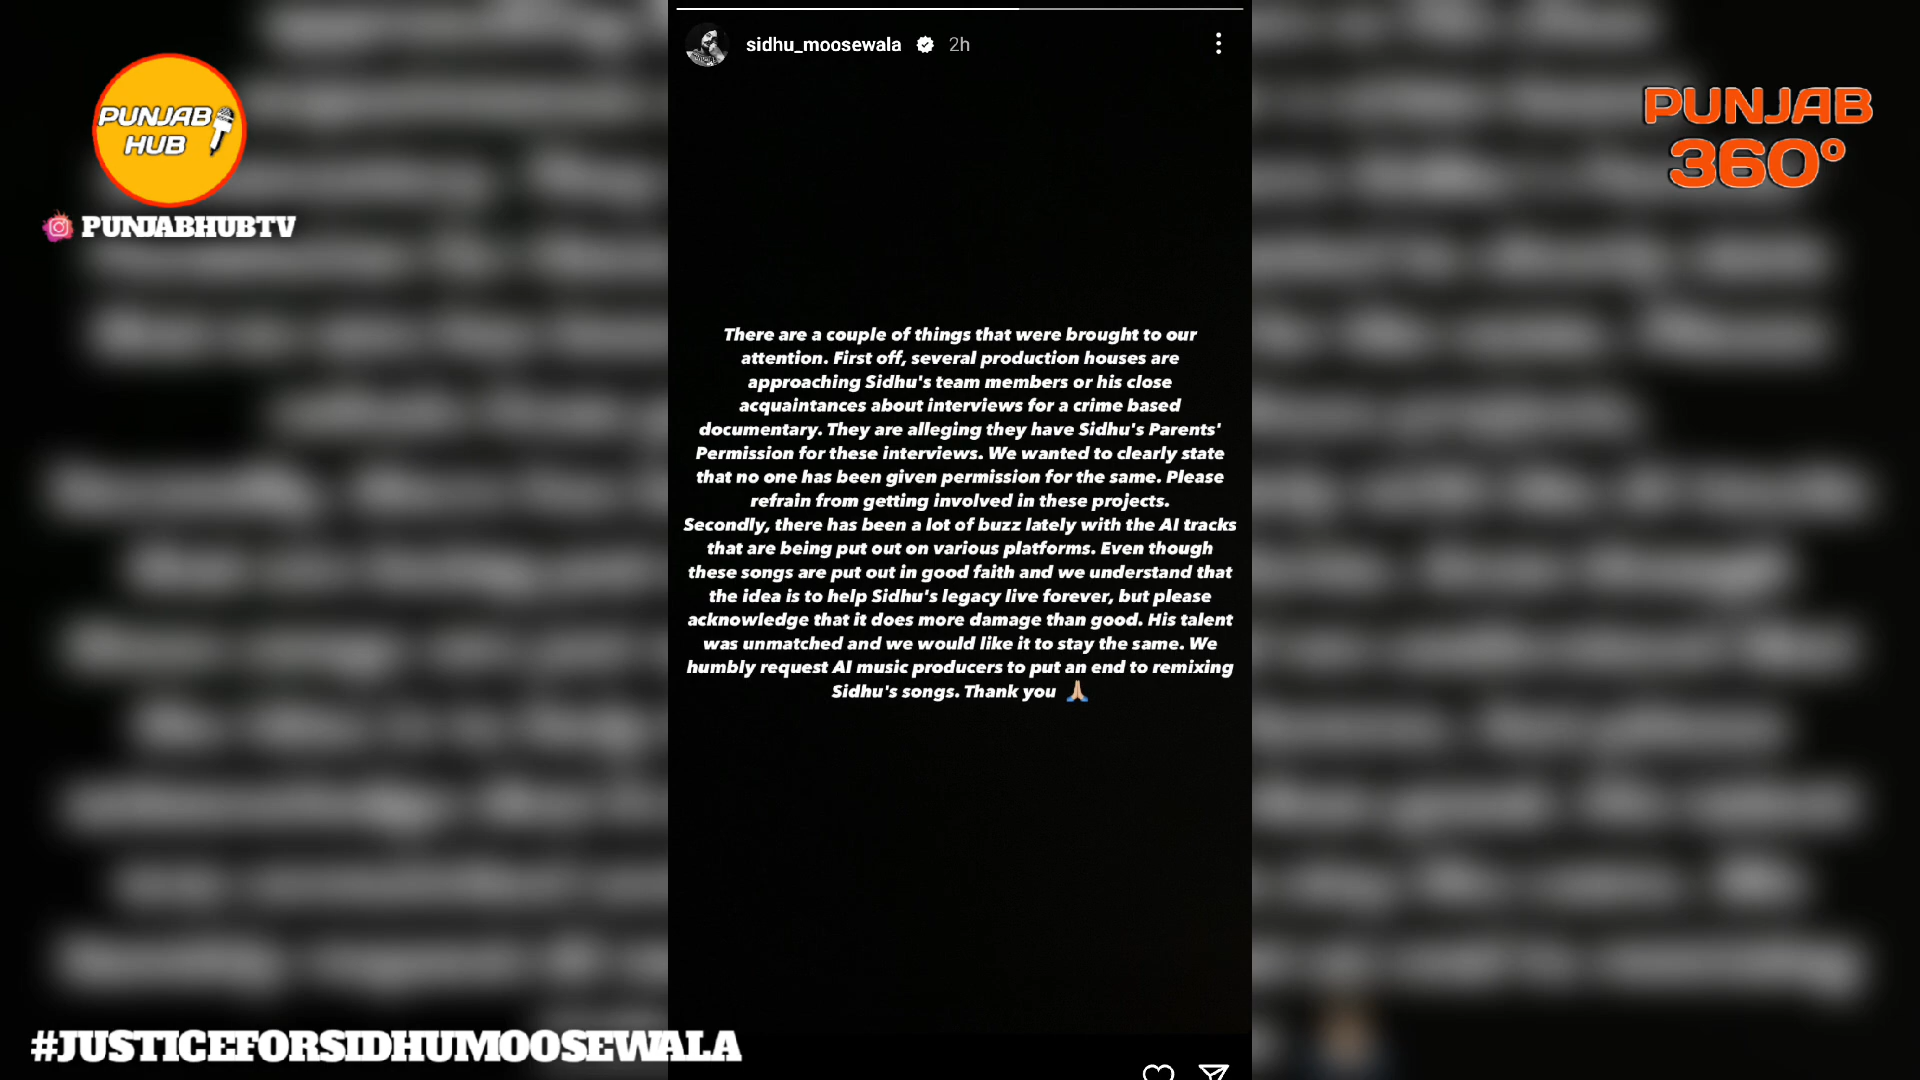 sidhu_moosewala 2h
PUNJAB
HUB
PUNJABHUBTV
PUNJAB
360°
There are a couple of things that were brought to our
attention. First off, several production houses are
approaching Sidhu's team members or his close
acquaintances about interviews for a crime based
documentary. They are alleging they have Sidhu's Parents'
Permission for these interviews. We wanted to clearly state
that no one has been given permission for the same. Please
refrain from getting involved in these projects.
Secondly, there has been a lot of buzz lately with the AI tracks
that are being put out on various platforms. Even though
these songs are put out in good faith and we understand that
the idea is to help Sidhu's legacy live forever, but please
acknowledge that it does more damage than good. His talent
was unmatched and we would like it to stay the same. We
humbly request AI music producers to put an end to remixing
Sidhu's songs. Thank you 🙏🏼
#JUSTICEFORSIDHUMOOSEWALA